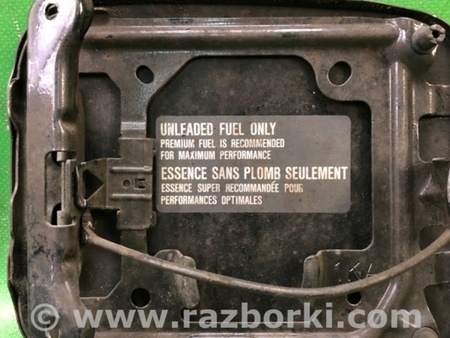 UNLEADED FUEL ONLY
PREMIUM FUEL IS RECOMMENDED
FOR MAXIMUM PERFORMANCE
ESSENCE SANS PLOMB SEULEMENT
ESSENCE SUPER RECOMMANDÉE POUR
PERFORMANCES OPTIMALES
www.razborki.com